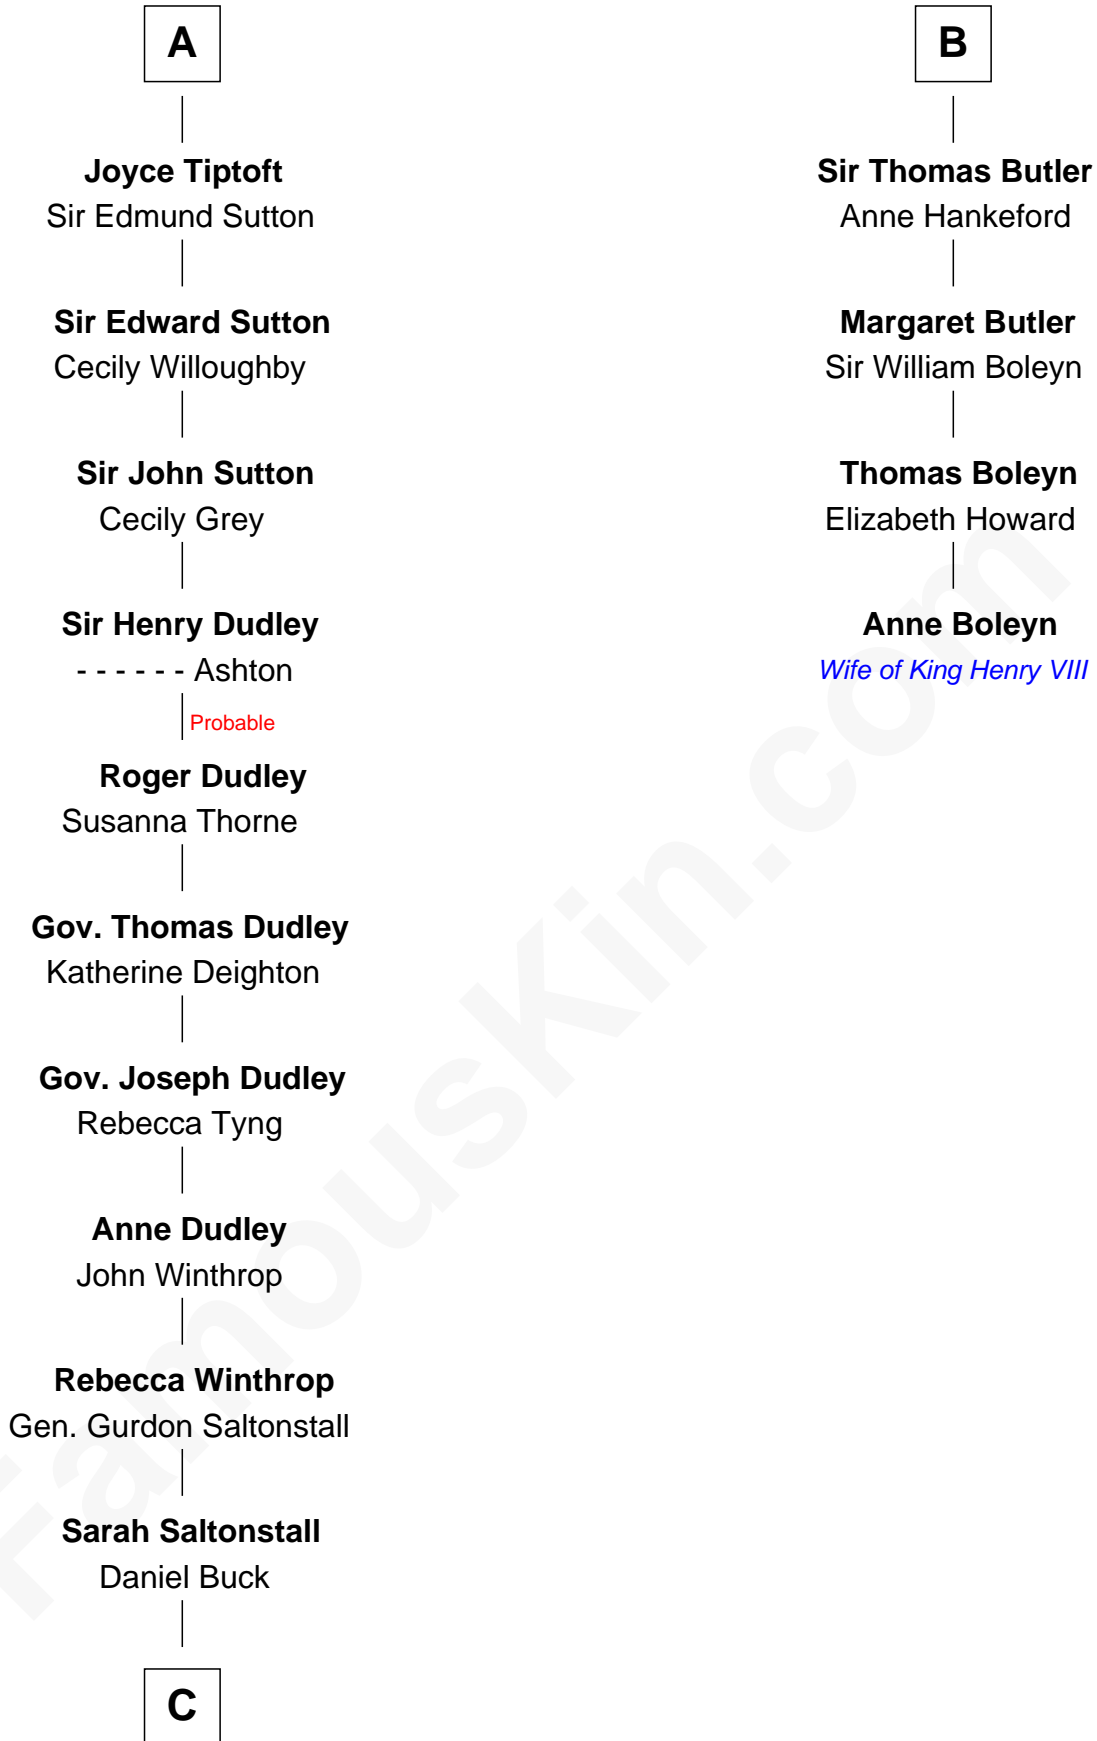 A
Joyce Tiptoft
Sir Edmund Sutton
Sir Edward Sutton
Cecily Willoughby
Sir John Sutton
Cecily Grey
Sir Henry Dudley
- - - - - - Ashton
Probable
Roger Dudley
Susanna Thorne
Gov. Thomas Dudley
Katherine Deighton
Gov. Joseph Dudley
Rebecca Tyng
Anne Dudley
John Winthrop
Rebecca Winthrop
Gen. Gurdon Saltonstall
Sarah Saltonstall
Daniel Buck
C
B
Sir Thomas Butler
Anne Hankeford
Margaret Butler
Sir William Boleyn
Thomas Boleyn
Elizabeth Howard
Anne Boleyn
Wife of King Henry VIII
FamousKin.com